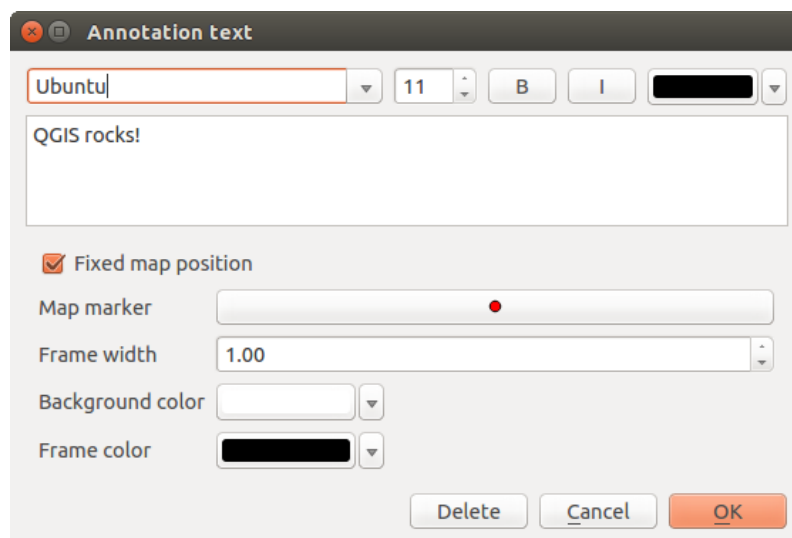 Annotation text
Ubuntu 11 B I
QGIS rocks!
Fixed map position
Map marker
Frame width 1.00
Background color
Frame color
Delete Cancel OK